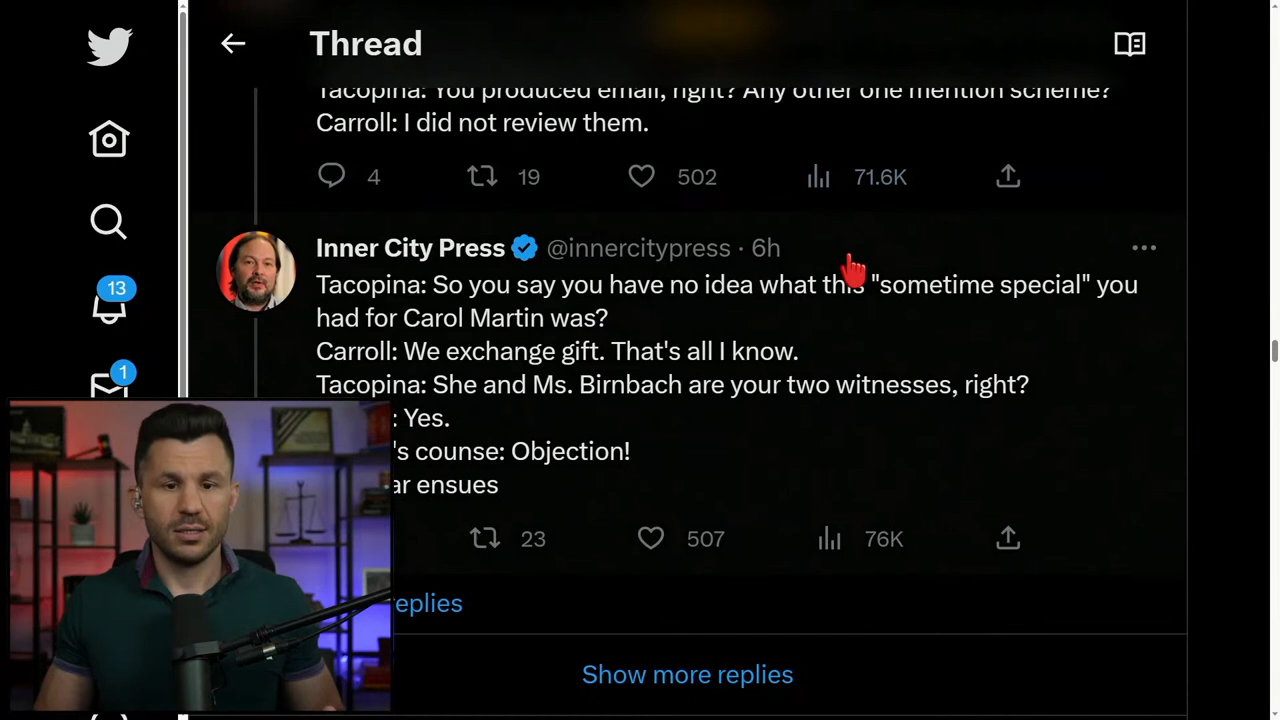 Thread
Tacopina: You produced email, right? Any other one mention scheme?
Carroll: I did not review them.
4 19 502 71.6K
Inner City Press @innercitypress · 6h
Tacopina: So you say you have no idea what this "sometime special" you
had for Carol Martin was?
Carroll: We exchange gift. That's all I know.
Tacopina: She and Ms. Birnbach are your two witnesses, right?
: Yes.
's counse: Objection!
ar ensues
23 507 76K
replies
Show more replies
13
1